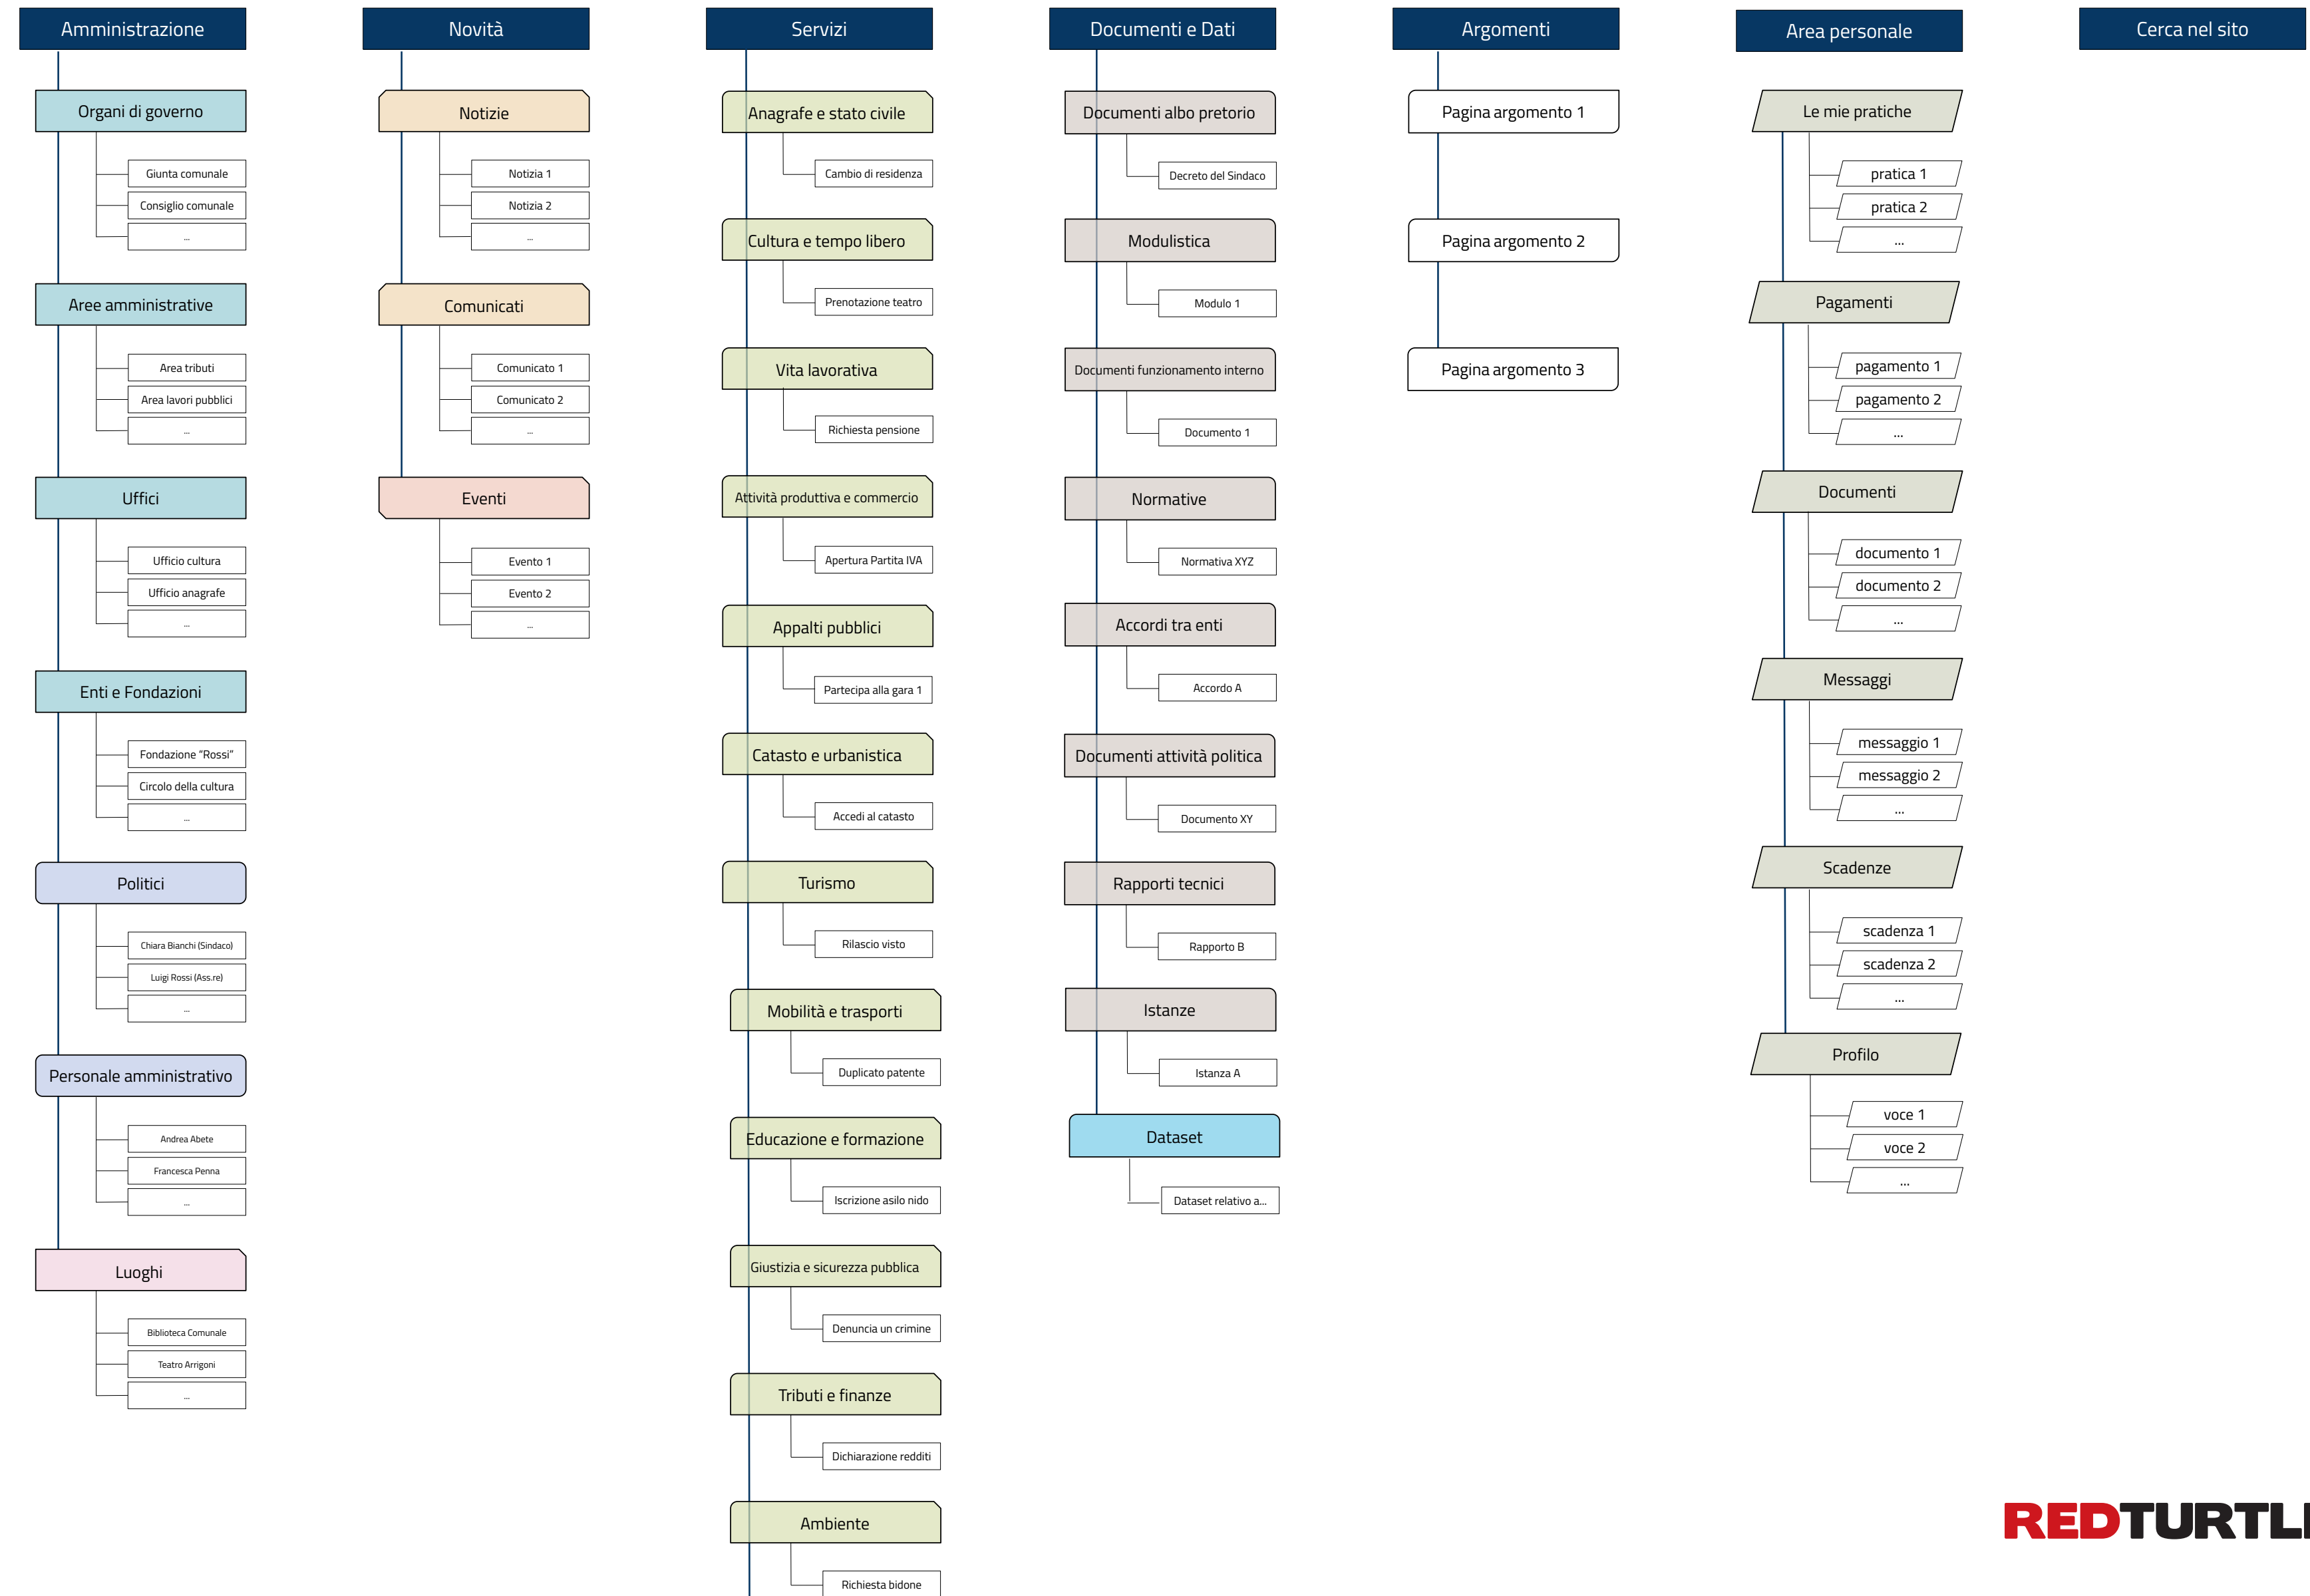 Amministrazione
Organi di governo
Giunta comunale
Consiglio comunale
...
Aree amministrative
Area tributi
Area lavori pubblici
...
Uffici
Ufficio cultura
Ufficio anagrafe
...
Enti e Fondazioni
Fondazione “Rossi”
Circolo della cultura
...
Politici
Chiara Bianchi (Sindaco)
Luigi Rossi (Ass.re)
...
Personale amministrativo
Andrea Abete
Francesca Penna
...
Luoghi
Biblioteca Comunale
Teatro Arrigoni
...
Novità
Notizie
Notizia 1
Notizia 2
...
Comunicati
Comunicato 1
Comunicato 2
...
Eventi
Evento 1
Evento 2
...
Servizi
Anagrafe e stato civile
Cambio di residenza
Cultura e tempo libero
Prenotazione teatro
Vita lavorativa
Richiesta pensione
Attività produttiva e commercio
Apertura Partita IVA
Appalti pubblici
Partecipa alla gara 1
Catasto e urbanistica
Accedi al catasto
Turismo
Rilascio visto
Mobilità e trasporti
Duplicato patente
Educazione e formazione
Iscrizione asilo nido
Giustizia e sicurezza pubblica
Denuncia un crimine
Tributi e finanze
Dichiarazione redditi
Ambiente
Richiesta bidone
Documenti e Dati
Documenti albo pretorio
Decreto del Sindaco
Modulistica
Modulo 1
Documenti funzionamento interno
Documento 1
Normative
Normativa XYZ
Accordi tra enti
Accordo A
Documenti attività politica
Documento XY
Rapporti tecnici
Rapporto B
Istanze
Istanza A
Dataset
Dataset relativo a...
Argomenti
Pagina argomento 1
Pagina argomento 2
Pagina argomento 3
Area personale
Le mie pratiche
pratica 1
pratica 2
...
Pagamenti
pagamento 1
pagamento 2
...
Documenti
documento 1
documento 2
...
Messaggi
messaggio 1
messaggio 2
...
Scadenze
scadenza 1
scadenza 2
...
Profilo
voce 1
voce 2
...
Cerca nel sito
REDTURTL